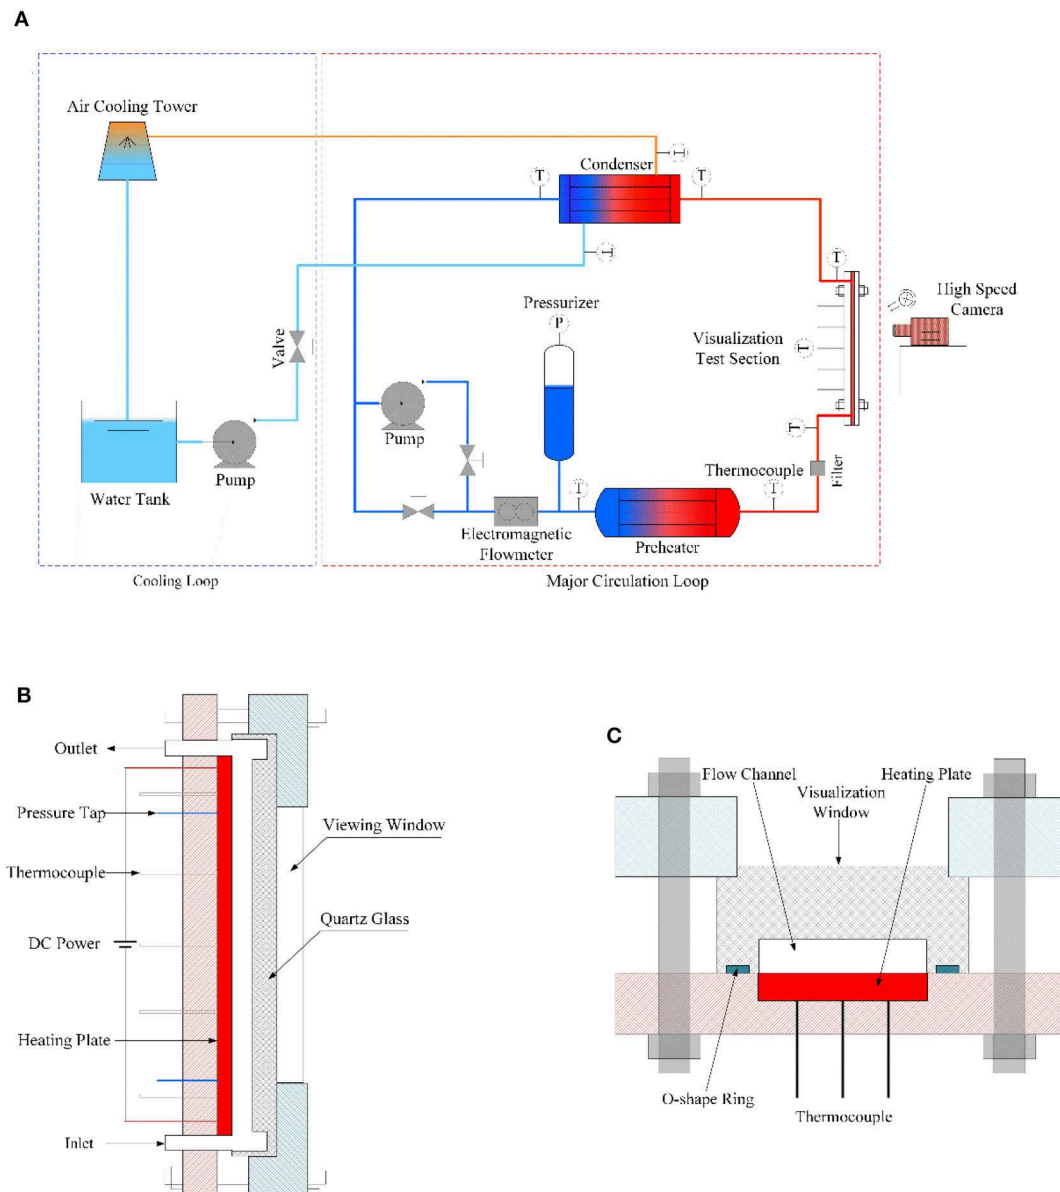 A
Air Cooling Tower
Condenser
T
T
T
T
T
Pressurizer
P
High Speed
Camera
Visualization
Test Section
T
Valve
Pump
Pump
Water Tank
T
Thermocouple
Filter
T
T
Electromagnetic
Flowmeter
Preheater
Cooling Loop
Major Circulation Loop
B
Outlet
Pressure Tap
Viewing Window
Thermocouple
Quartz Glass
DC Power
Heating Plate
Inlet
C
Flow Channel
Heating Plate
Visualization
Window
O-shape Ring
Thermocouple